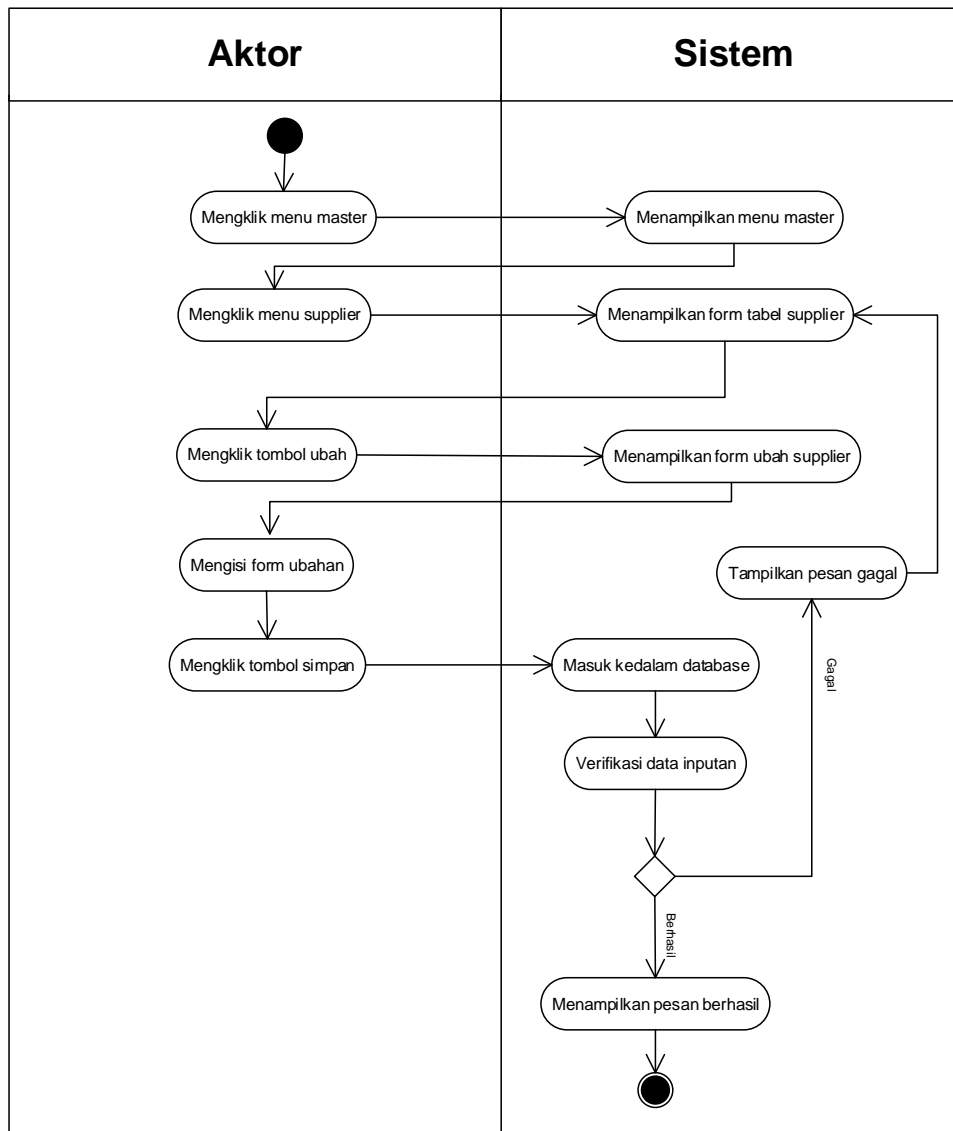 Aktor
Sistem
Mengklik menu master
Menampilkan menu master
Mengklik menu supplier
Menampilkan form tabel supplier
Mengklik tombol ubah
Menampilkan form ubah supplier
Mengisi form ubahan
Tampilkan pesan gagal
Mengklik tombol simpan
Masuk kedalam database
Gagal
Verifikasi data inputan
Berhasil
Menampilkan pesan berhasil